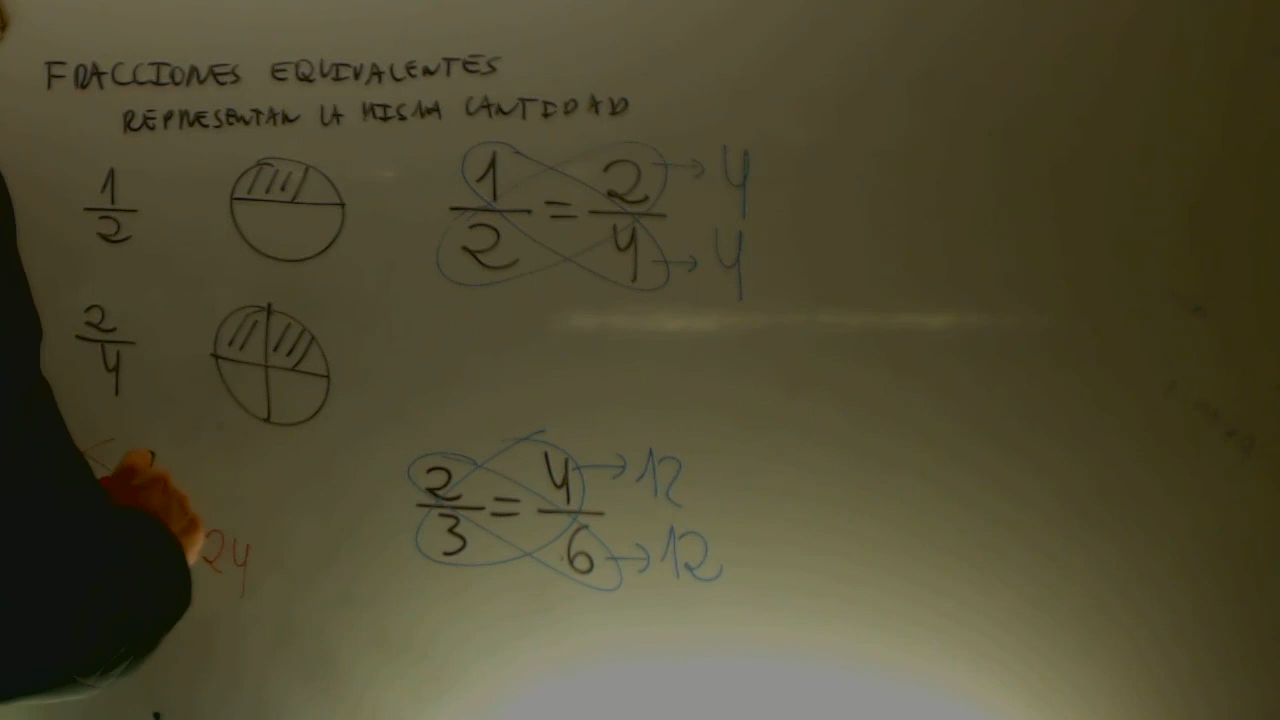 FRACCIONES EQUIVALENTES
REPRESENTAN LA MISMA CANTIDAD
1/2
1/2 = 2/4 → 4
→ 4
2/4
2/3 = 4/6 → 12
→ 12
24